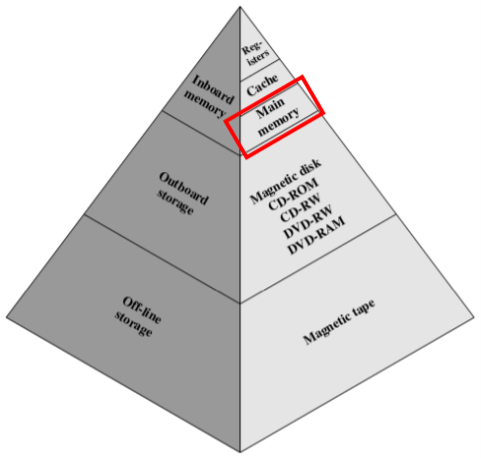 Reg-
isters
Cache
Main
memory
Inboard
memory
Magnetic disk
CD-ROM
CD-RW
DVD-RW
DVD-RAM
Outboard
storage
Off-line
storage
Magnetic tape